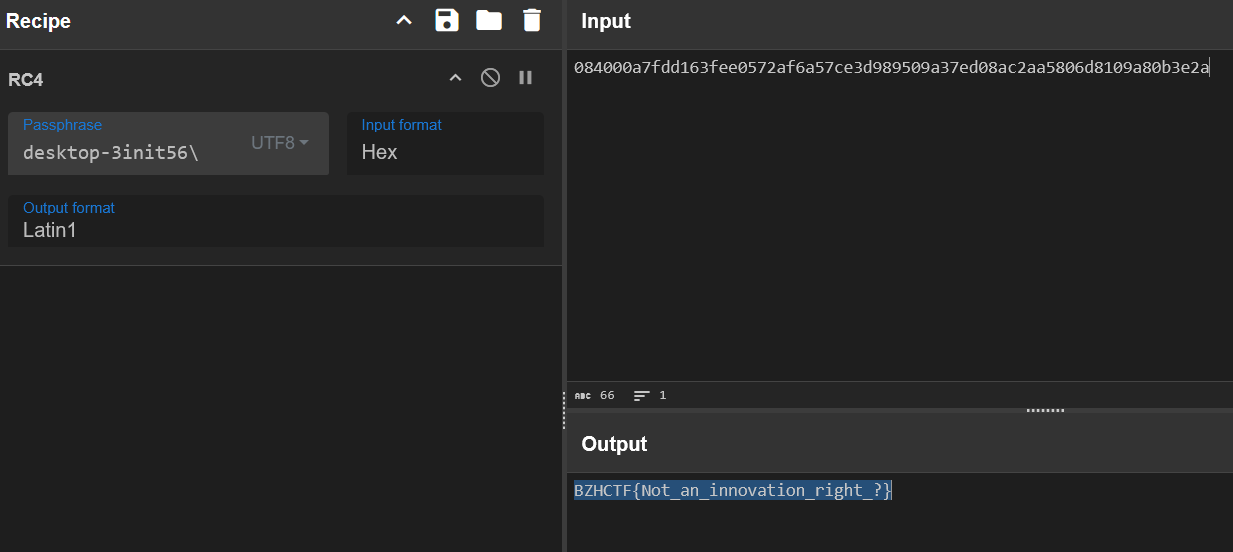 Recipe
RC4
Passphrase
desktop-3init56\
UTF8
Input format
Hex
Output format
Latin1
Input
084000a7fdd163fee0572af6a57ce3d989509a37ed08ac2aa5806d8109a80b3e2a
ABC 66
1
Output
BZHCTF{Not_an_innovation_right_?}